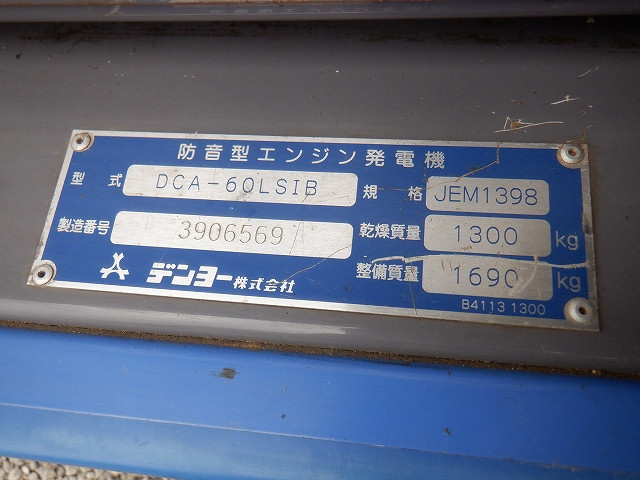 防音型エンジン発電機
型式 DCA-60LSIB 規格 JEM1398
製造番号 3906569 乾燥質量 1300 kg
デンヨー株式会社 整備質量 1690 kg
B4113 1300